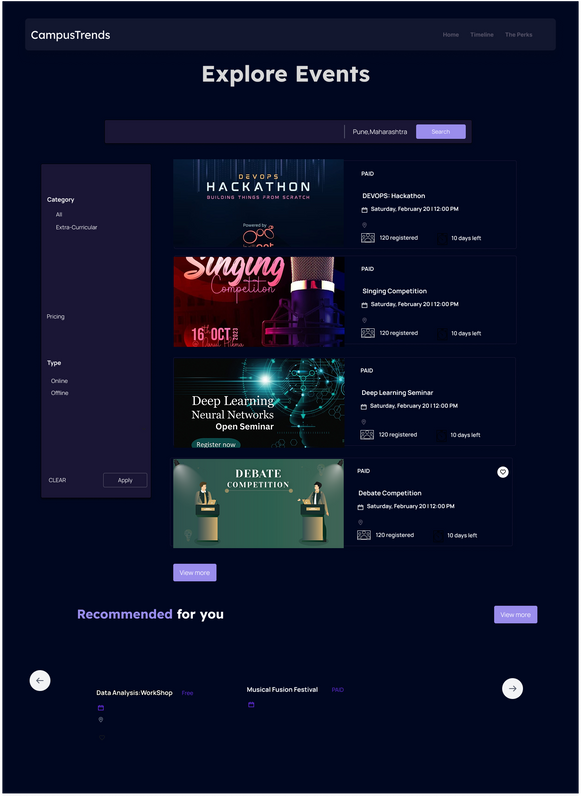 CampusTrends
Home Timeline The Perks
Explore Events
Pune,Maharashtra Search
Category
All
Extra-Curricular
Pricing
Type
Online
Offline
CLEAR Apply
DEVOPS
HACKATHON
BUILDING THINGS FROM SCRATCH
Powered by
PAID
DEVOPS: Hackathon
Saturday, February 20 I 12:00 PM
120 registered 10 days left
Singing
Competiton
16 OCT 2023
PAID
SInging Competition
Saturday, February 20 I 12:00 PM
120 registered 10 days left
Deep Learning
Neural Networks
Open Seminar
Register now
PAID
Deep Learning Seminar
Saturday, February 20 I 12:00 PM
120 registered 10 days left
DEBATE
COMPETITION
PAID
Debate Competition
Saturday, February 20 I 12:00 PM
120 registered 10 days left
View more
Recommended for you View more
Data Analysis:WorkShop Free
Musical Fusion Festival PAID